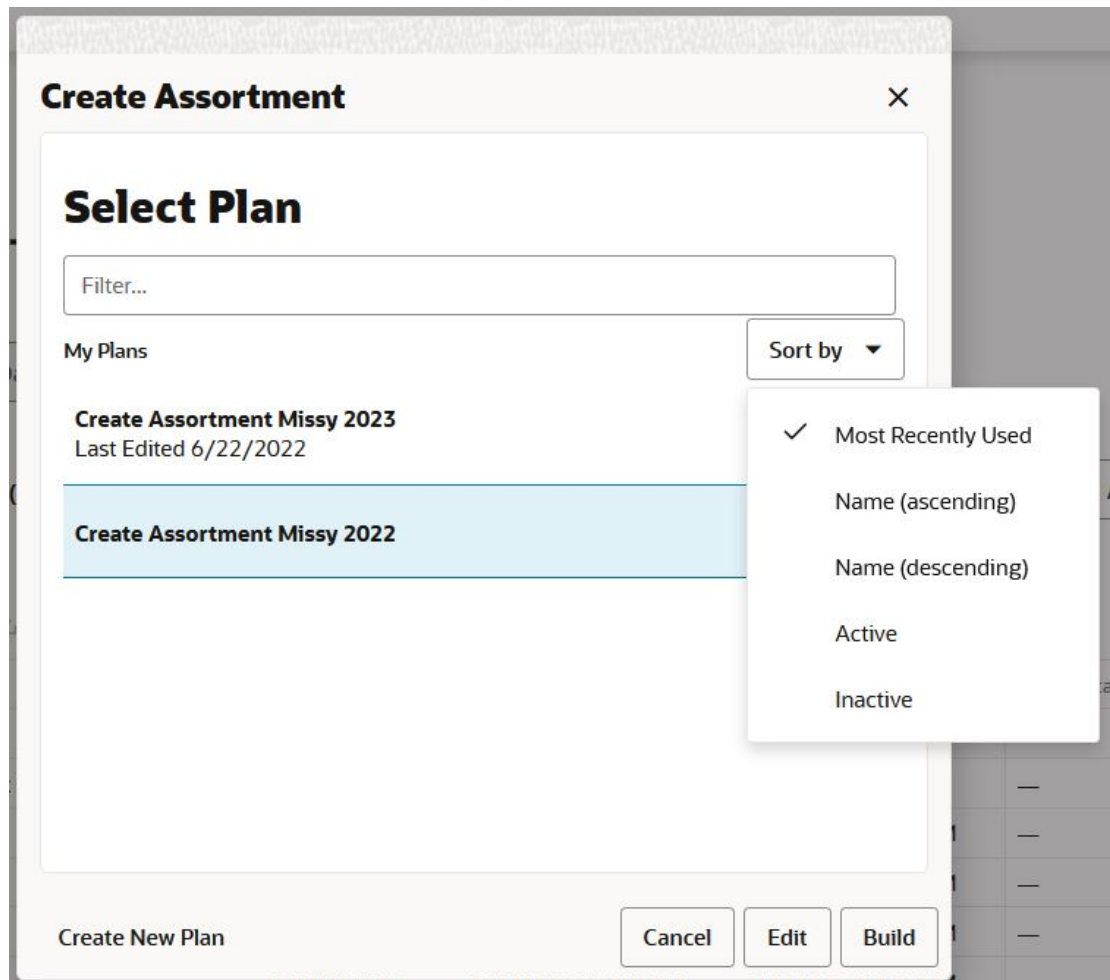 Create Assortment
Select Plan
Filter...
My Plans
Sort by
Create Assortment Missy 2023
Last Edited 6/22/2022
Create Assortment Missy 2022
Most Recently Used
Name (ascending)
Name (descending)
Active
Inactive
Create New Plan
Cancel
Edit
Build